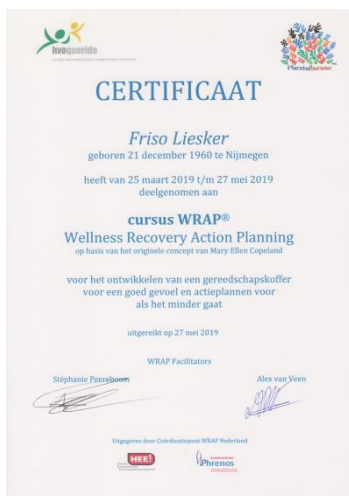 hvoquerido
CERTIFICAAT
Friso Liesker
geboren 21 december 1960 te Nijmegen
heeft van 25 maart 2019 t/m 27 mei 2019
deelgenomen aan
cursus WRAP®
Wellness Recovery Action Planning
op basis van het originele concept van Mary Ellen Copeland
voor het ontwikkelen van een gereedschapskoffer
voor een goed gevoel en actieplannen voor
als het minder gaat
uitgereikt op 27 mei 2019
WRAP Facilitators
Stéphanie Peereboom
Alex van Veen
Uitgegeven door Coördinatiepunt WRAP Nederland
HEE!
Phrenos